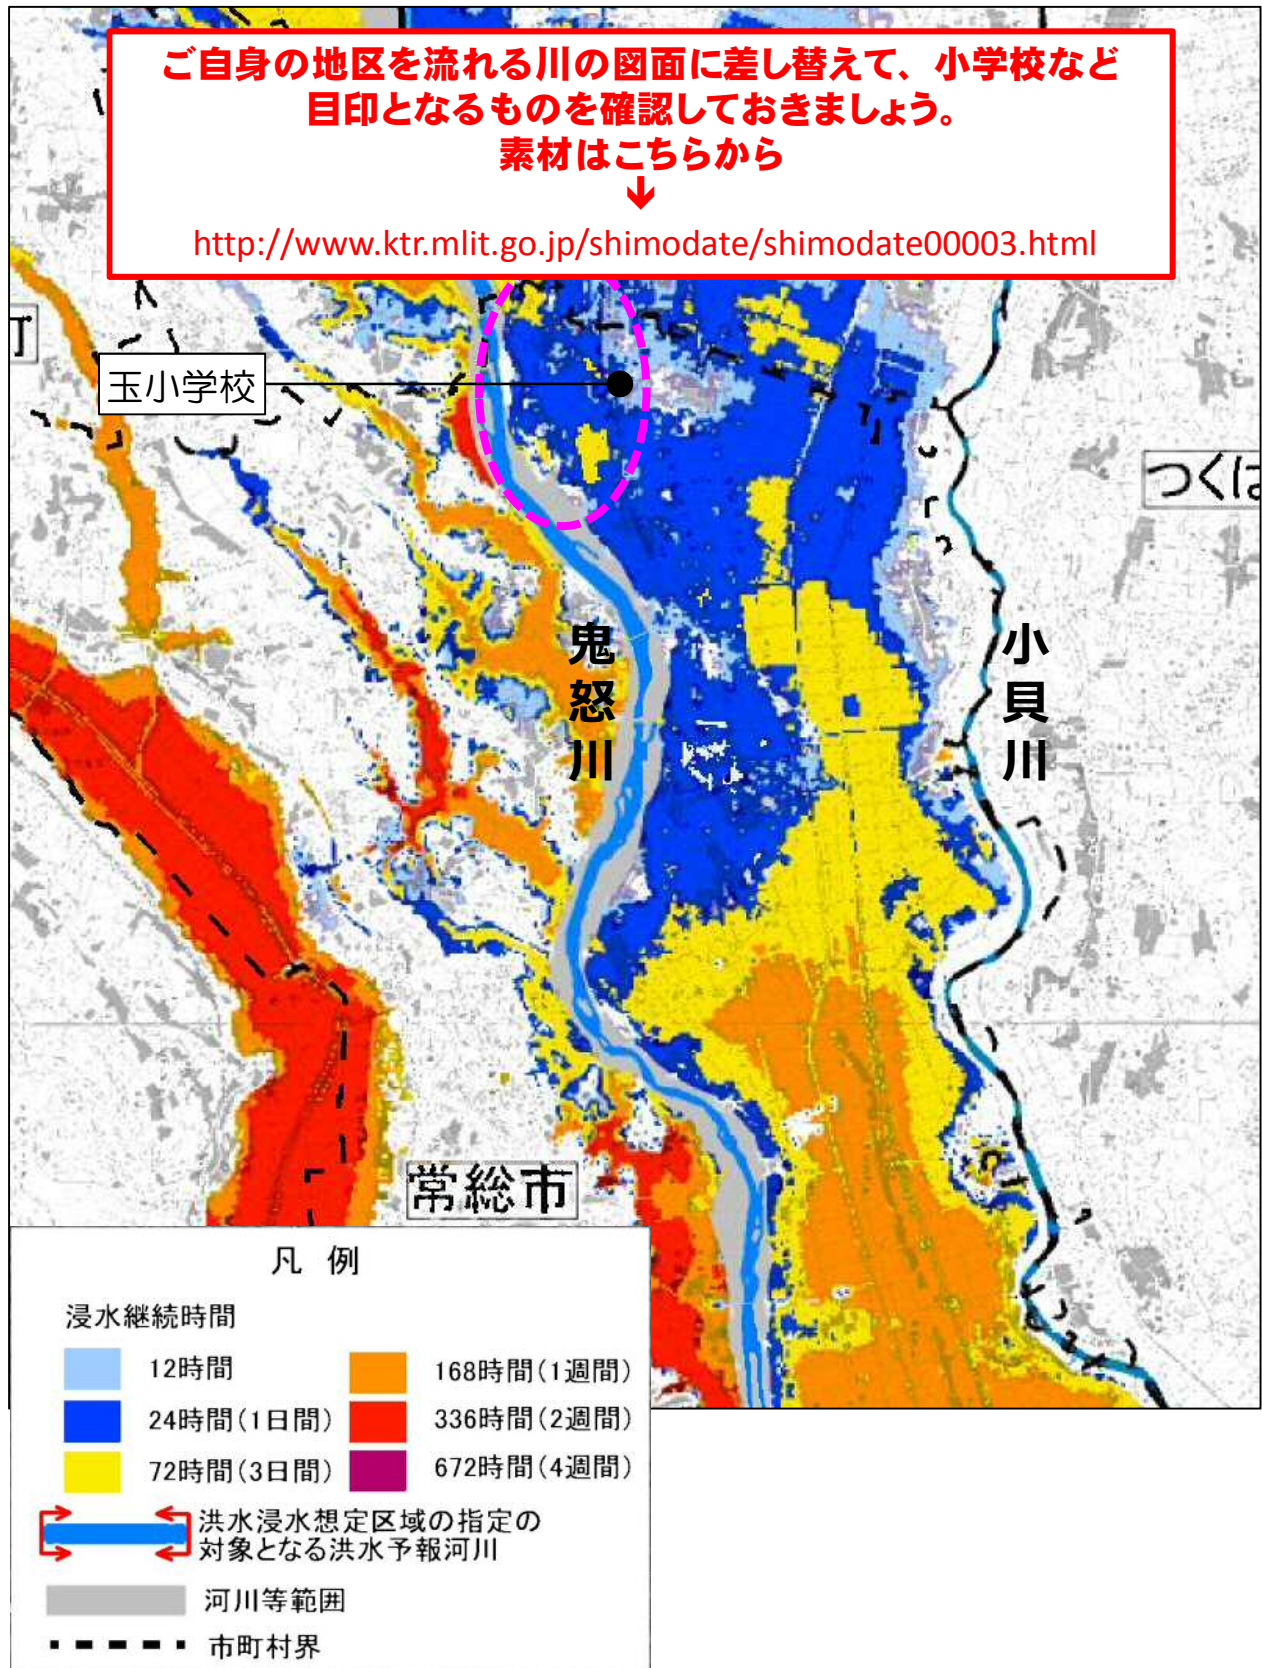 ご自身の地区を流れる川の図面に差し替えて、小学校など
目印となるものを確認しておきましょう。
素材はこちらから
↓
http://www.ktr.mlit.go.jp/shimodate/shimodate00003.html
玉小学校
つくば
鬼怒川
小貝川
常総市
凡例
浸水継続時間
12時間
24時間(1日間)
72時間(3日間)
168時間(1週間)
336時間(2週間)
672時間(4週間)
洪水浸水想定区域の指定の
対象となる洪水予報河川
河川等範囲
市町村界